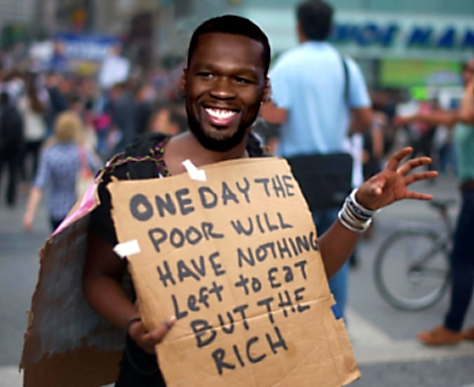 ONE DAY THE
POOR WILL
HAVE NOTHING
Left to EAT
BUT THE
RICH